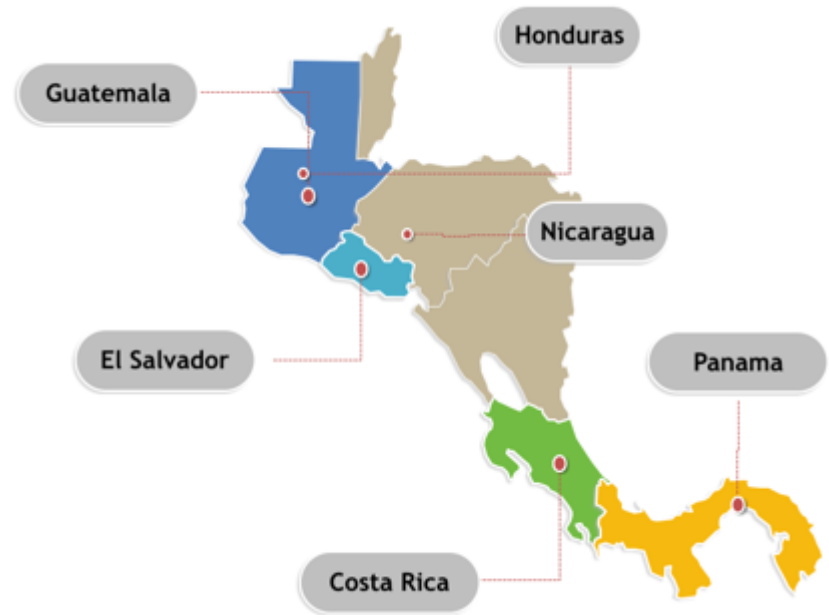 Honduras
Guatemala
Nicaragua
El Salvador
Panama
Costa Rica